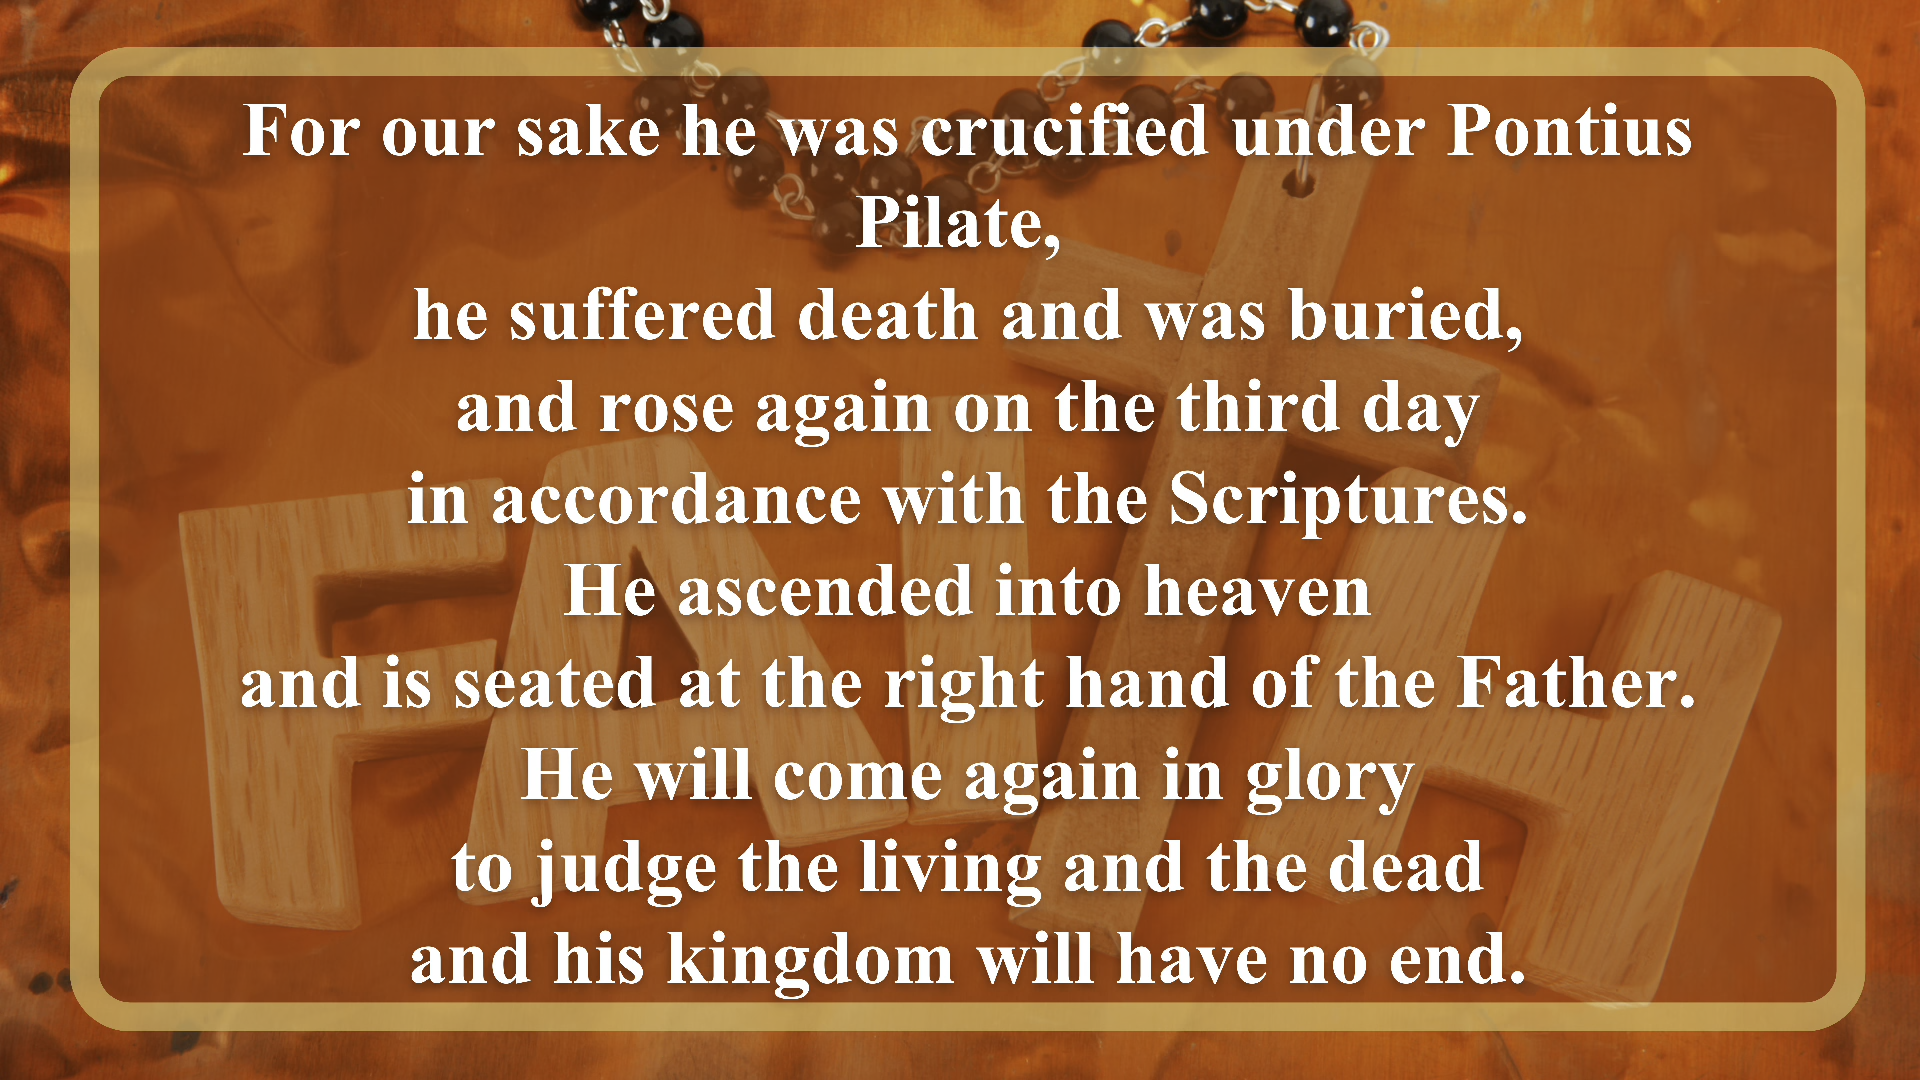 For our sake he was crucified under Pontius
Pilate,
he suffered death and was buried,
and rose again on the third day
in accordance with the Scriptures.
He ascended into heaven
and is seated at the right hand of the Father.
He will come again in glory
to judge the living and the dead
and his kingdom will have no end.
FAITH